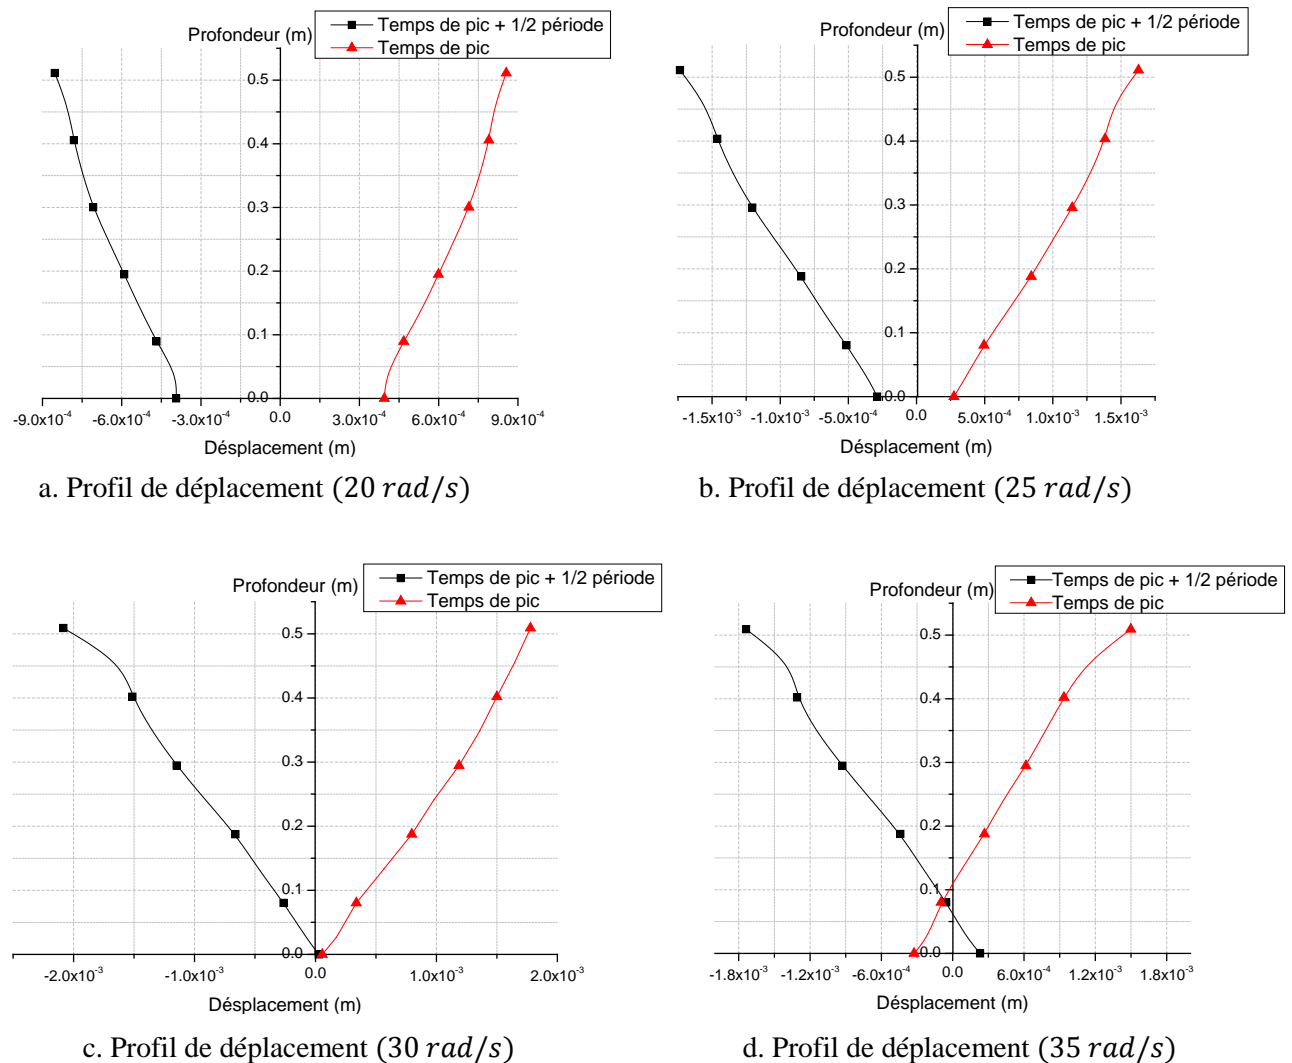 Temps de pic + 1/2 période
Temps de pic
Profondeur (m)
0.5
0.4
0.3
0.2
0.1
0.0
-9.0x10⁻⁴ -6.0x10⁻⁴ -3.0x10⁻⁴ 0.0 3.0x10⁻⁴ 6.0x10⁻⁴ 9.0x10⁻⁴
Désplacement (m)
a. Profil de déplacement (20 rad/s)
Temps de pic + 1/2 période
Temps de pic
Profondeur (m)
0.5
0.4
0.3
0.2
0.1
0.0
-1.5x10⁻³ -1.0x10⁻³ -5.0x10⁻⁴ 0.0 5.0x10⁻⁴ 1.0x10⁻³ 1.5x10⁻³
Désplacement (m)
b. Profil de déplacement (25 rad/s)
Temps de pic + 1/2 période
Temps de pic
Profondeur (m)
0.5
0.4
0.3
0.2
0.1
0.0
-2.0x10⁻³ -1.0x10⁻³ 0.0 1.0x10⁻³ 2.0x10⁻³
Désplacement (m)
c. Profil de déplacement (30 rad/s)
Temps de pic + 1/2 période
Temps de pic
Profondeur (m)
0.5
0.4
0.3
0.2
0.1
0.0
-1.8x10⁻³ -1.2x10⁻³ -6.0x10⁻⁴ 0.0 6.0x10⁻⁴ 1.2x10⁻³ 1.8x10⁻³
Désplacement (m)
d. Profil de déplacement (35 rad/s)